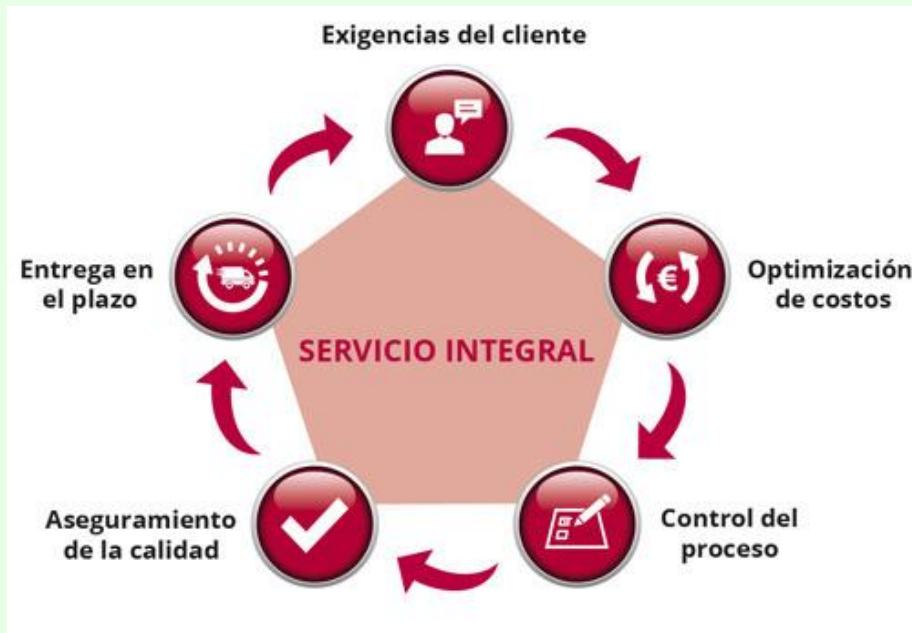 Exigencias del cliente
Optimización
de costos
Control del
proceso
Aseguramiento
de la calidad
Entrega en
el plazo
SERVICIO INTEGRAL
€